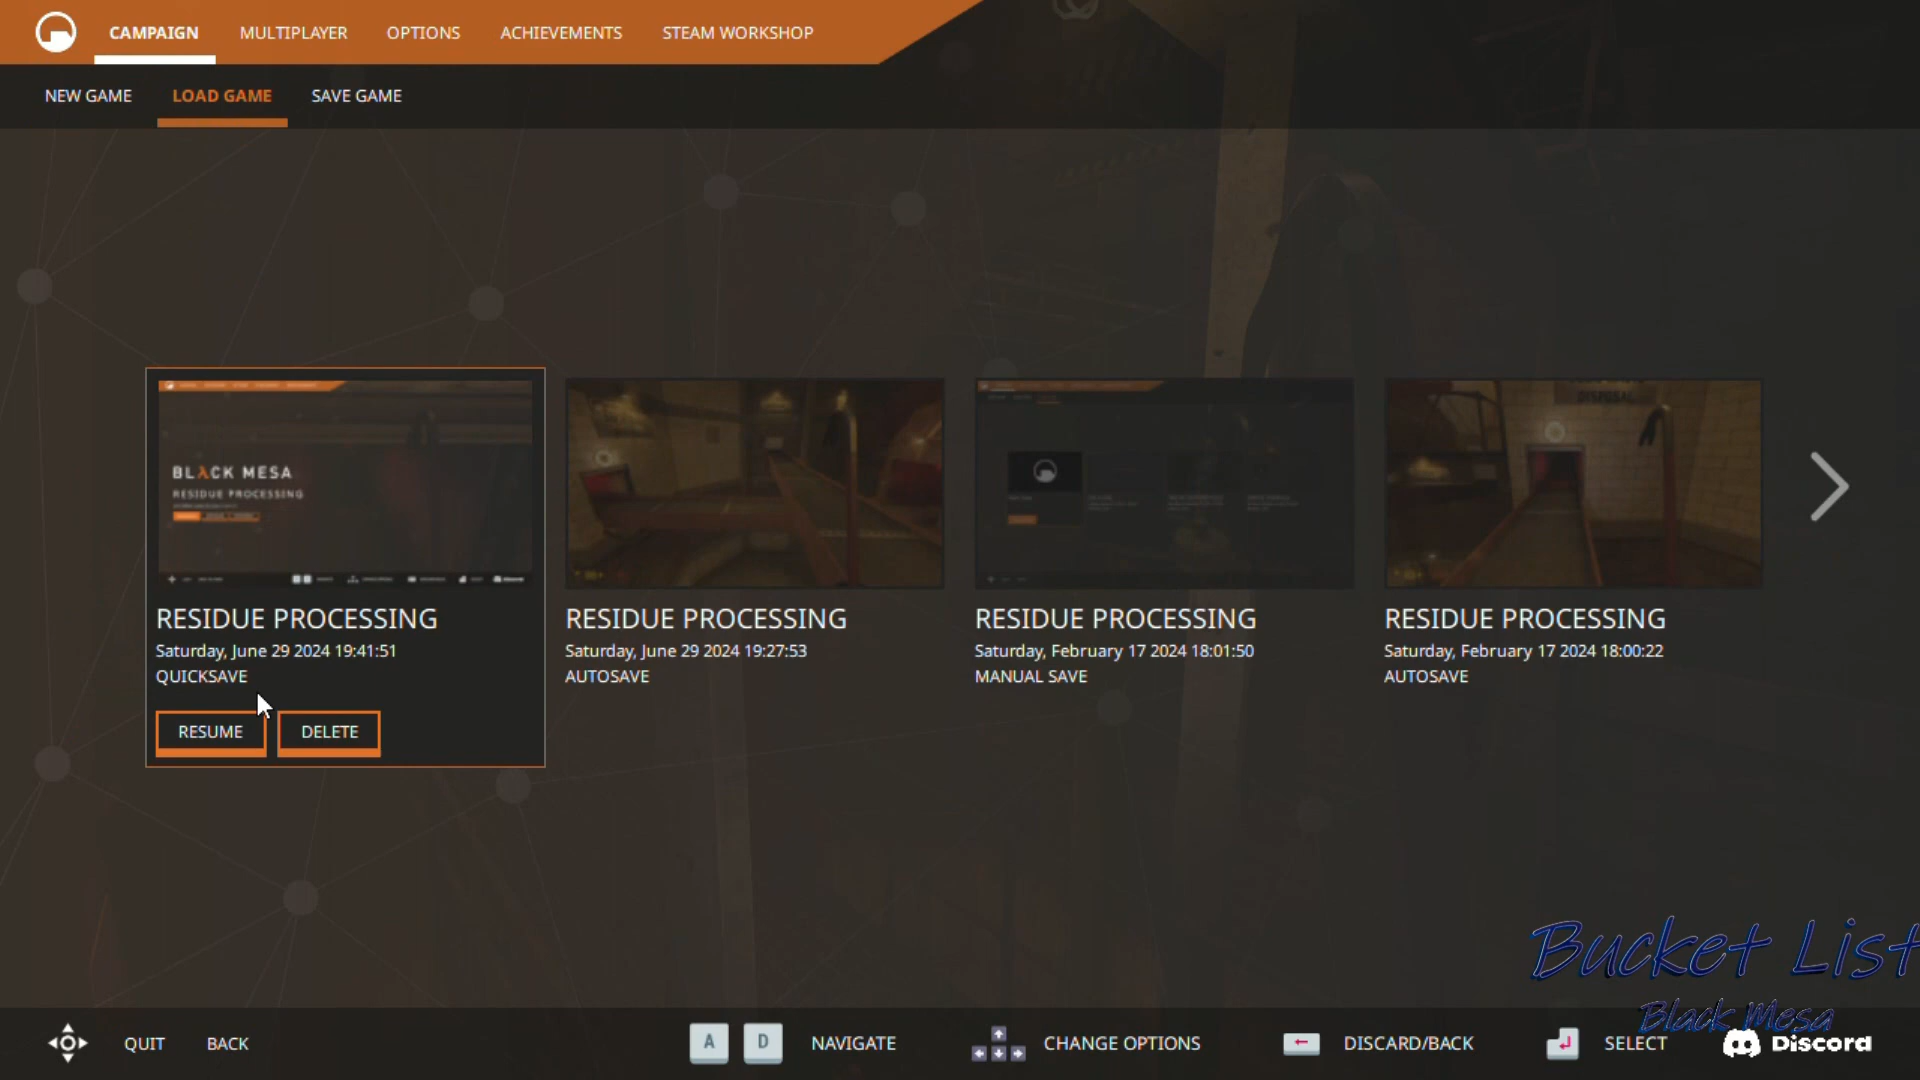 CAMPAIGN MULTIPLAYER OPTIONS ACHIEVEMENTS STEAM WORKSHOP
NEW GAME LOAD GAME SAVE GAME
BLACK MESA
RESIDUE PROCESSING
DISPOSAL
RESIDUE PROCESSING
Saturday, June 29 2024 19:41:51
QUICKSAVE
RESUME DELETE
RESIDUE PROCESSING
Saturday, June 29 2024 19:27:53
AUTOSAVE
RESIDUE PROCESSING
Saturday, February 17 2024 18:01:50
MANUAL SAVE
RESIDUE PROCESSING
Saturday, February 17 2024 18:00:22
AUTOSAVE
Bucket List
Black Mesa
QUIT BACK A D NAVIGATE CHANGE OPTIONS DISCARD/BACK SELECT Discord